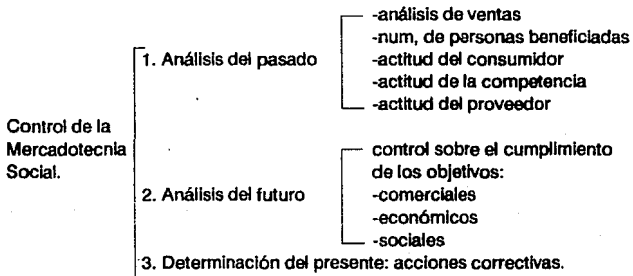 Control de la
Mercadotecnia
Social.
1. Análisis del pasado
-análisis de ventas
-num, de personas beneficiadas
-actitud del consumidor
-actitud de la competencia
-actitud del proveedor
2. Análisis del futuro
control sobre el cumplimiento
de los objetivos:
-comerciales
-económicos
-sociales
3. Determinación del presente: acciones correctivas.